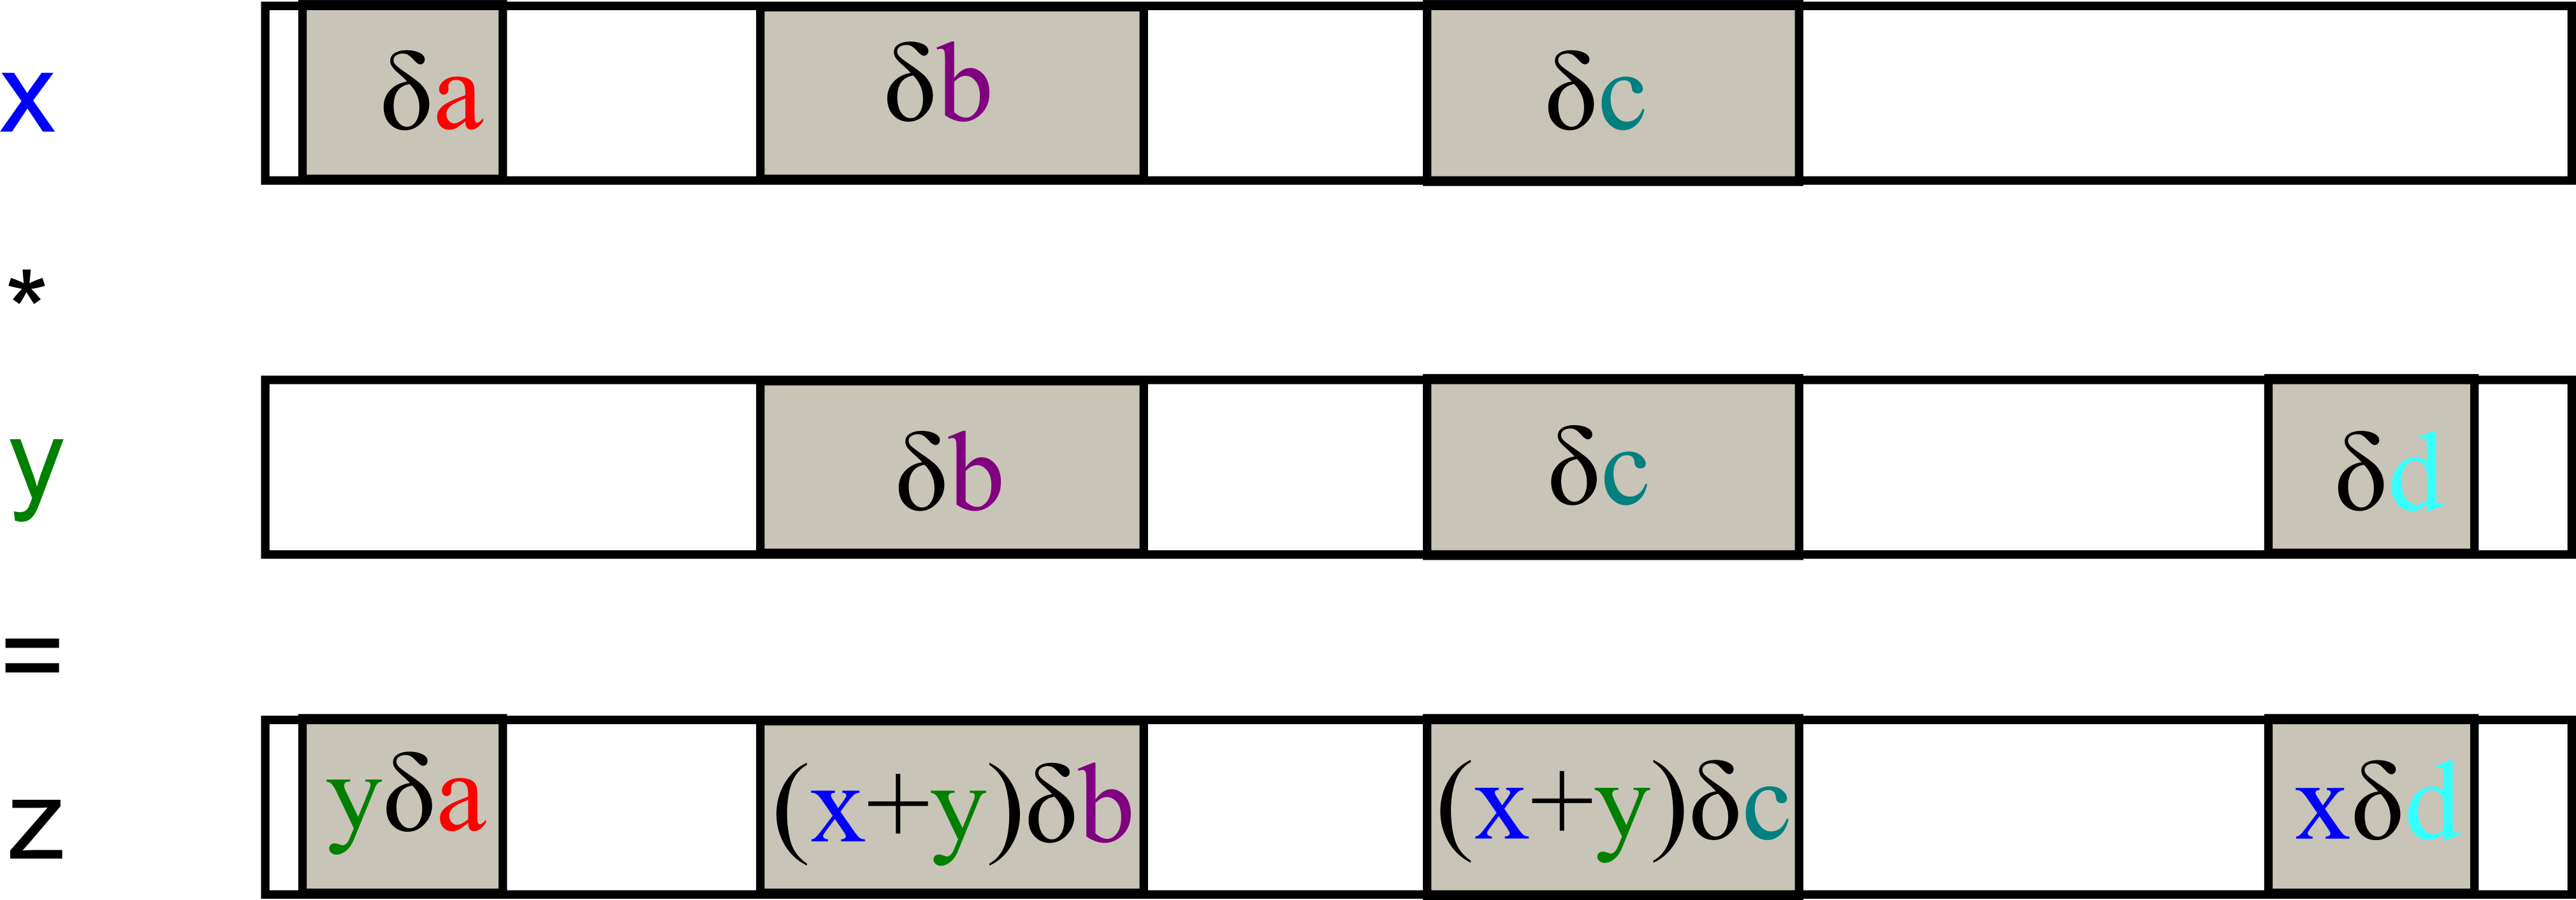 x δa δb δc
*
y δb δc δd
=
z yδa (x+y)δb (x+y)δc xδd